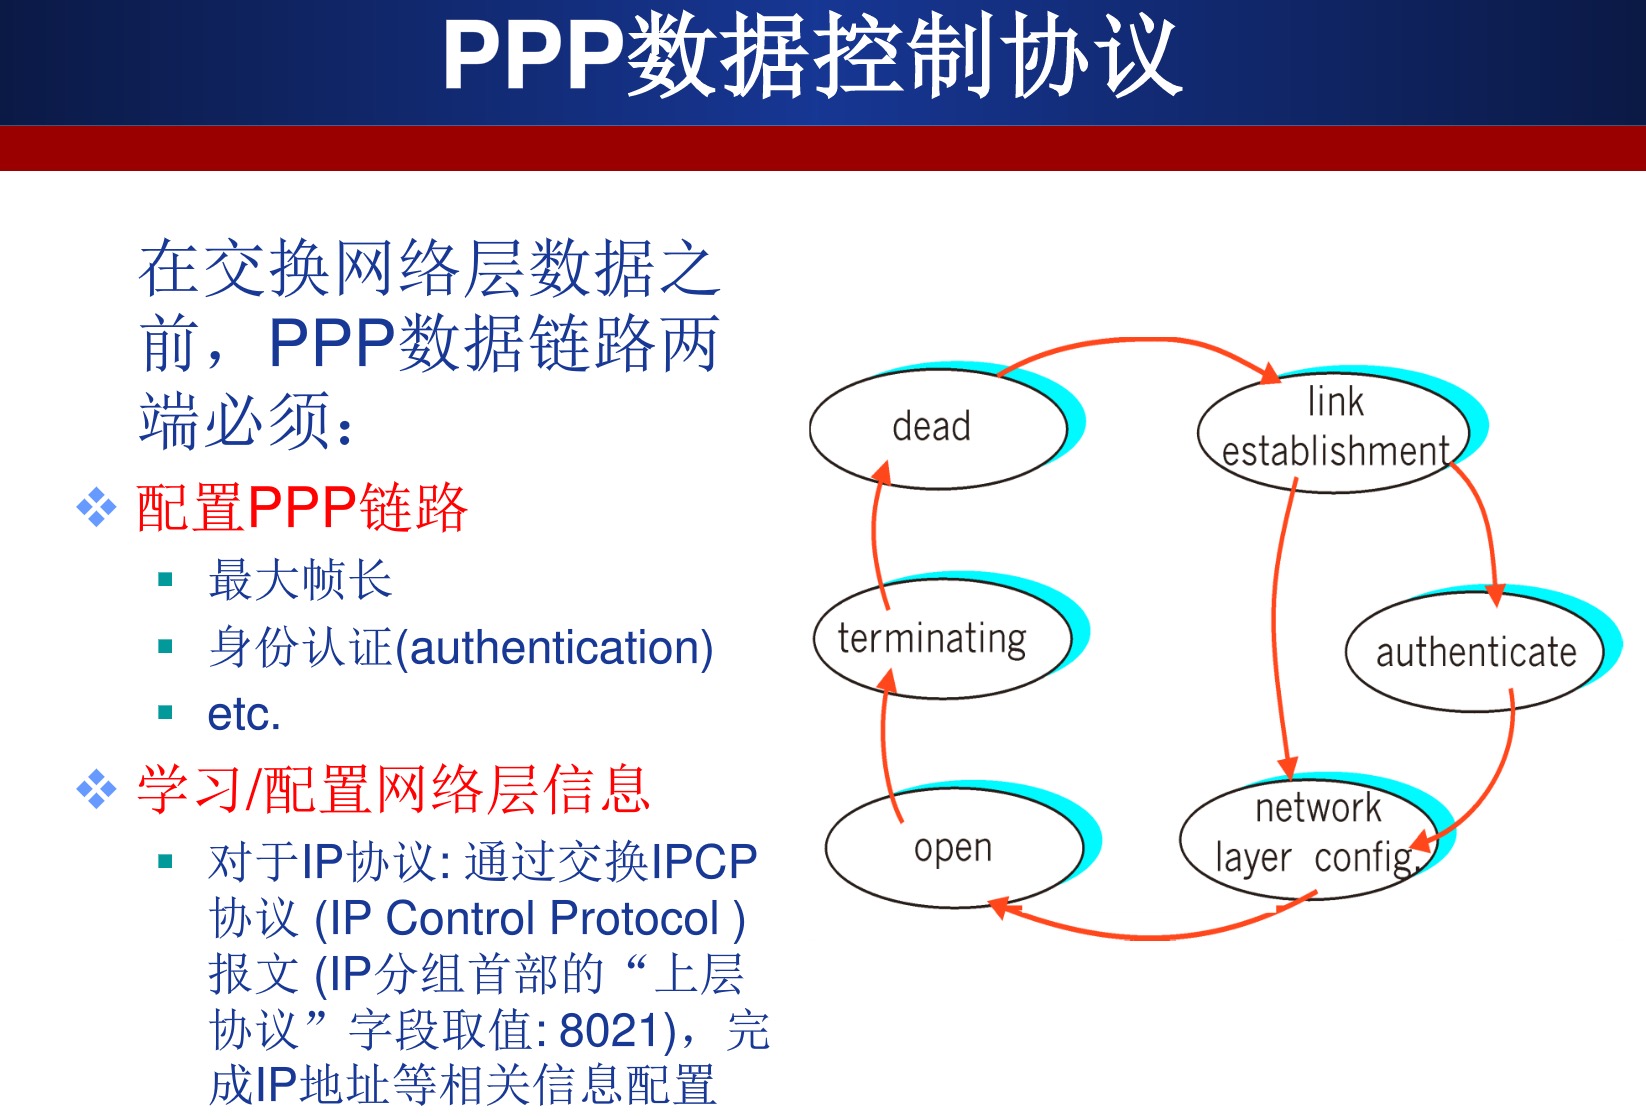 PPP数据控制协议
在交换网络层数据之
前，PPP数据链路两
端必须：
配置PPP链路
最大帧长
身份认证(authentication)
etc.
学习/配置网络层信息
对于IP协议: 通过交换IPCP
协议 (IP Control Protocol )
报文 (IP分组首部的“上层
协议”字段取值: 8021)，完
成IP地址等相关信息配置
dead
link
establishment
terminating
authenticate
open
network
layer config.